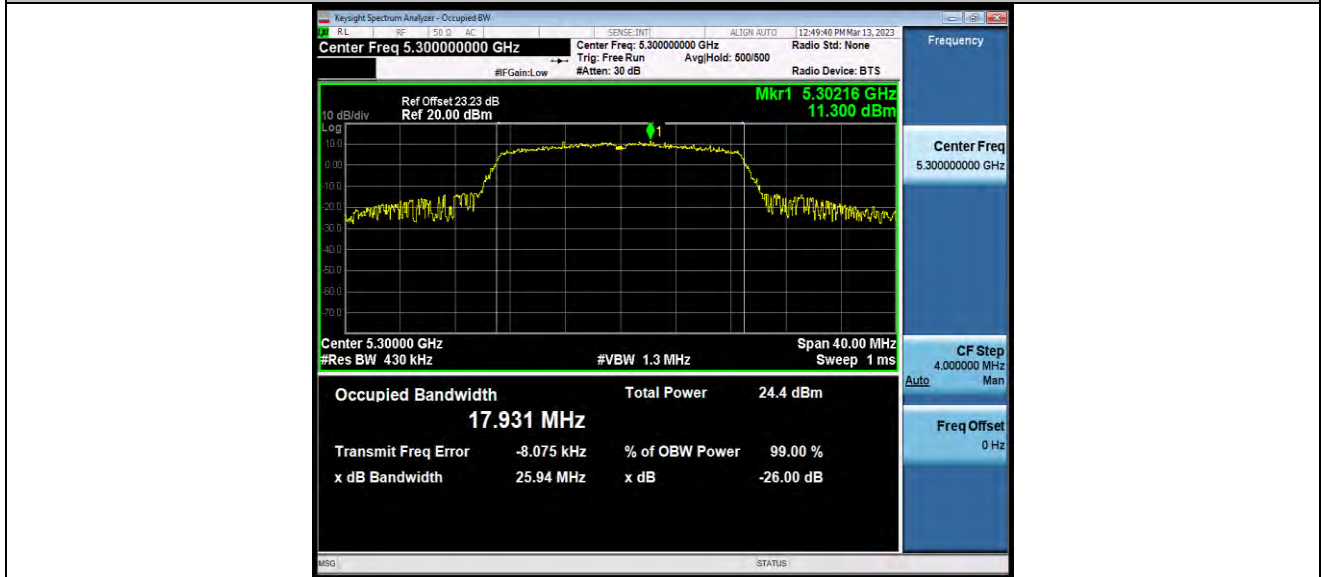 Keysight Spectrum Analyzer - Occupied BW
RL RF 50 Ω AC SENSE:INT ALIGN AUTO 12:49:40 PM Mar 13, 2023
Center Freq 5.300000000 GHz
Center Freq: 5.300000000 GHz Radio Std: None
Trig: Free Run Avg|Hold: 500/500
#IFGain:Low #Atten: 30 dB Radio Device: BTS
Frequency
Mkr1 5.30216 GHz
11.300 dBm
Ref Offset 23.23 dB
10 dB/div Ref 20.00 dBm
Log
10.0
0.00
-10.0
-20.0
-30.0
-40.0
-50.0
-60.0
-70.0
1
Center 5.30000 GHz Span 40.00 MHz
#Res BW 430 kHz #VBW 1.3 MHz Sweep 1 ms
Occupied Bandwidth Total Power 24.4 dBm
17.931 MHz
Transmit Freq Error -8.075 kHz % of OBW Power 99.00 %
x dB Bandwidth 25.94 MHz x dB -26.00 dB
Center Freq
5.300000000 GHz
CF Step
4.000000 MHz
Auto Man
Freq Offset
0 Hz
MSG STATUS